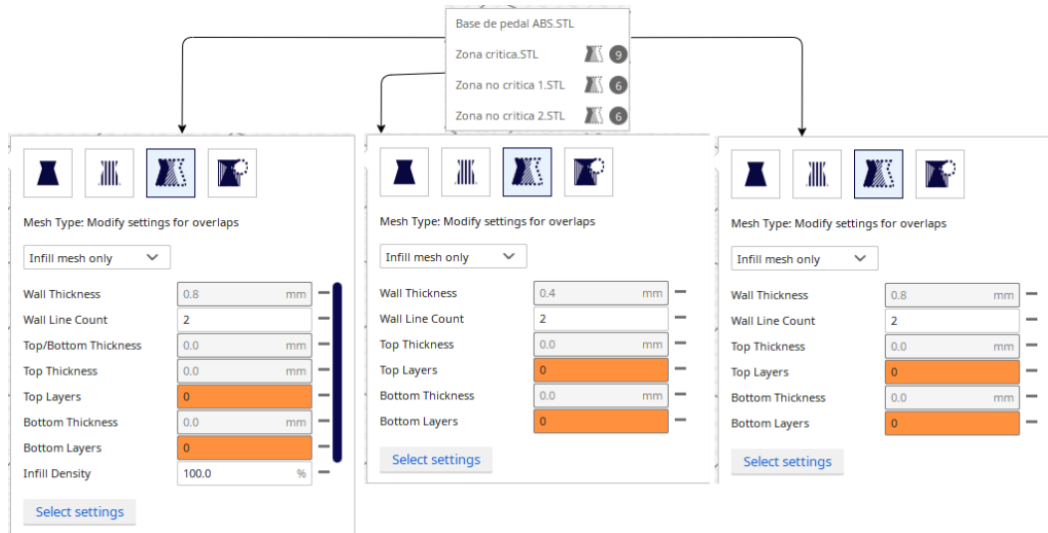 Base de pedal ABS.STL
Zona critica.STL 9
Zona no critica 1.STL 6
Zona no critica 2.STL 6
Mesh Type: Modify settings for overlaps
Infill mesh only
Wall Thickness 0.8 mm
Wall Line Count 2
Top/Bottom Thickness 0.0 mm
Top Thickness 0.0 mm
Top Layers 0
Bottom Thickness 0.0 mm
Bottom Layers 0
Infill Density 100.0 %
Select settings
Mesh Type: Modify settings for overlaps
Infill mesh only
Wall Thickness 0.4 mm
Wall Line Count 2
Top Thickness 0.0 mm
Top Layers 0
Bottom Thickness 0.0 mm
Bottom Layers 0
Select settings
Mesh Type: Modify settings for overlaps
Infill mesh only
Wall Thickness 0.8 mm
Wall Line Count 2
Top Thickness 0.0 mm
Top Layers 0
Bottom Thickness 0.0 mm
Bottom Layers 0
Select settings